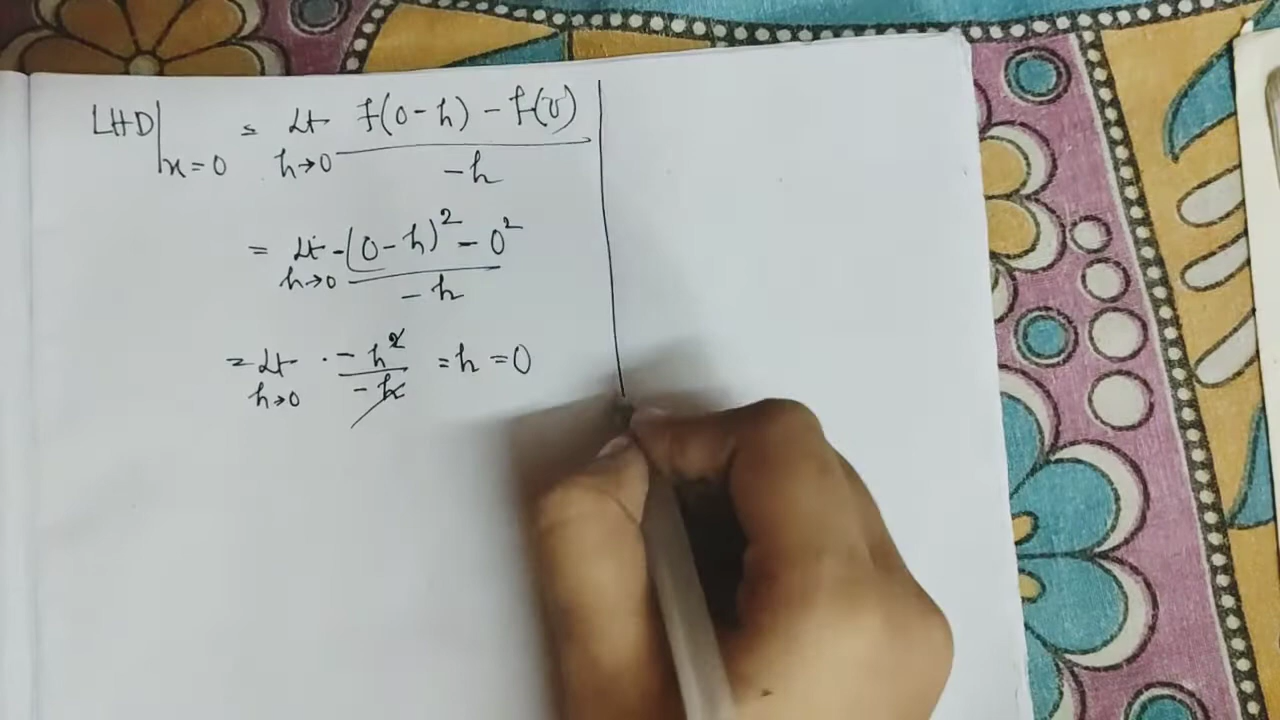 LHD|x=0 = Lt h→0 f(0-h) - f(0) / -h
= Lt h→0 -(0-h)² - 0² / -h
= Lt h→0 . -h² / -h = h = 0